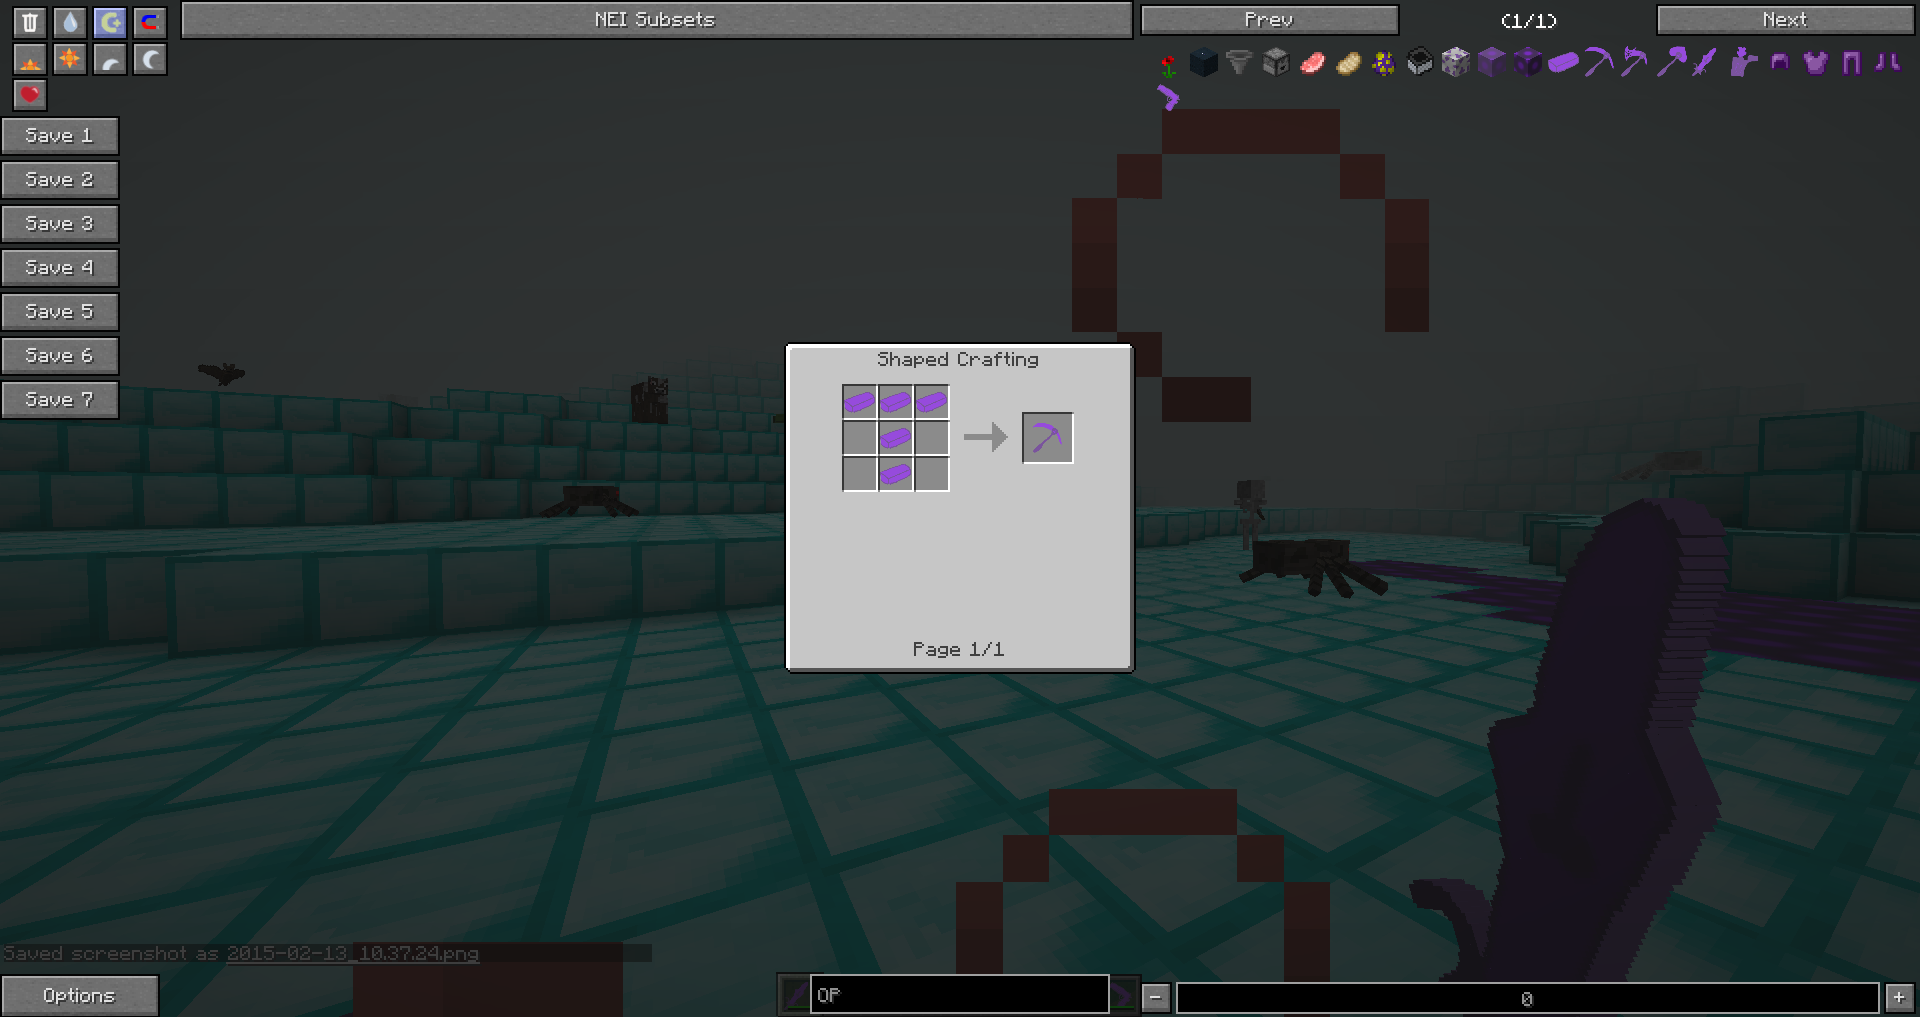 NEI Subsets
Prev
(1/1)
Next
Save 1
Save 2
Save 3
Save 4
Save 5
Save 6
Save 7
Shaped Crafting
Page 1/1
Saved screenshot as 2015-02-13_10.37.24.png
Options
OP
-
0
+